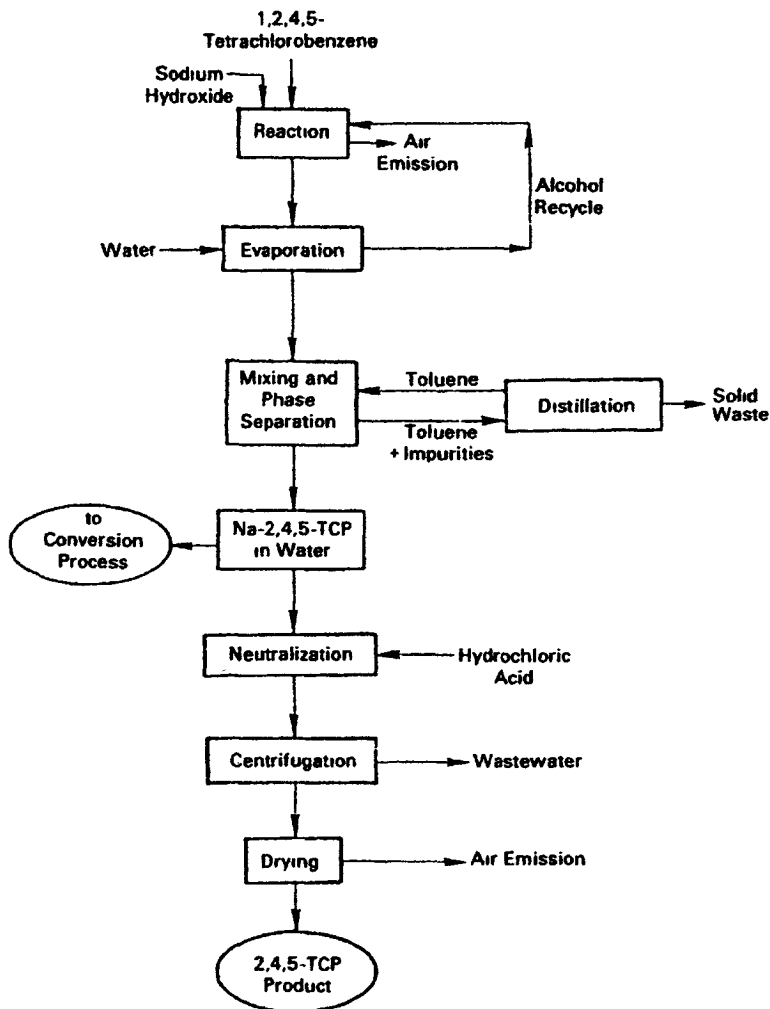 1,2,4,5-
Tetrachlorobenzene
Sodium
Hydroxide
Reaction
Air
Emission
Alcohol
Recycle
Water
Evaporation
Mixing and
Phase
Separation
Toluene
Toluene
+ Impurities
Distillation
Solid
Waste
to
Conversion
Process
Na-2,4,5-TCP
in Water
Neutralization
Hydrochloric
Acid
Centrifugation
Wastewater
Drying
Air Emission
2,4,5-TCP
Product